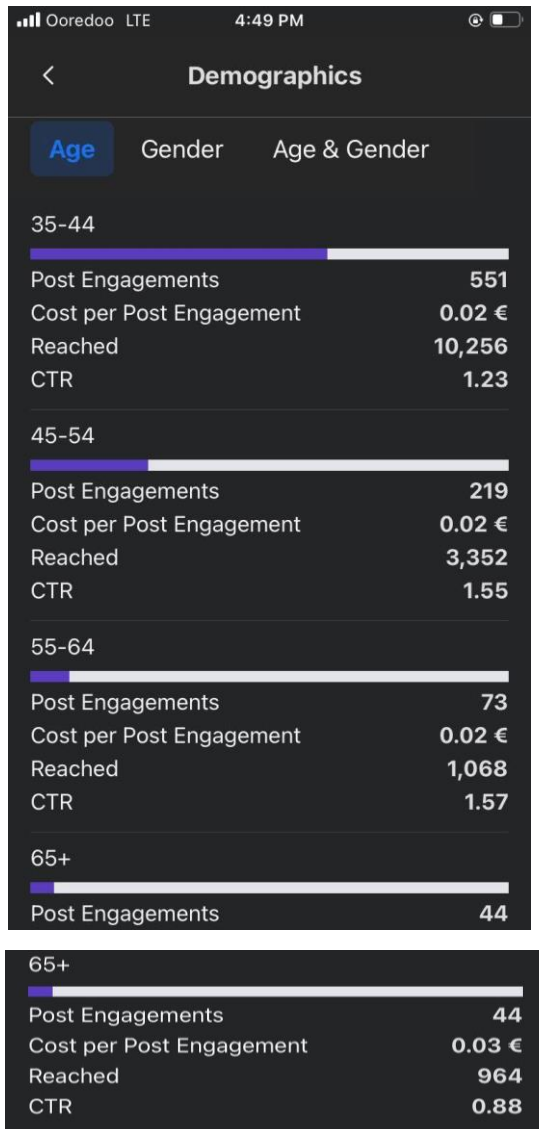 Ooredoo LTE 4:49 PM
Demographics
Age Gender Age & Gender
35-44
Post Engagements 551
Cost per Post Engagement 0.02 €
Reached 10,256
CTR 1.23
45-54
Post Engagements 219
Cost per Post Engagement 0.02 €
Reached 3,352
CTR 1.55
55-64
Post Engagements 73
Cost per Post Engagement 0.02 €
Reached 1,068
CTR 1.57
65+
Post Engagements 44
65+
Post Engagements 44
Cost per Post Engagement 0.03 €
Reached 964
CTR 0.88